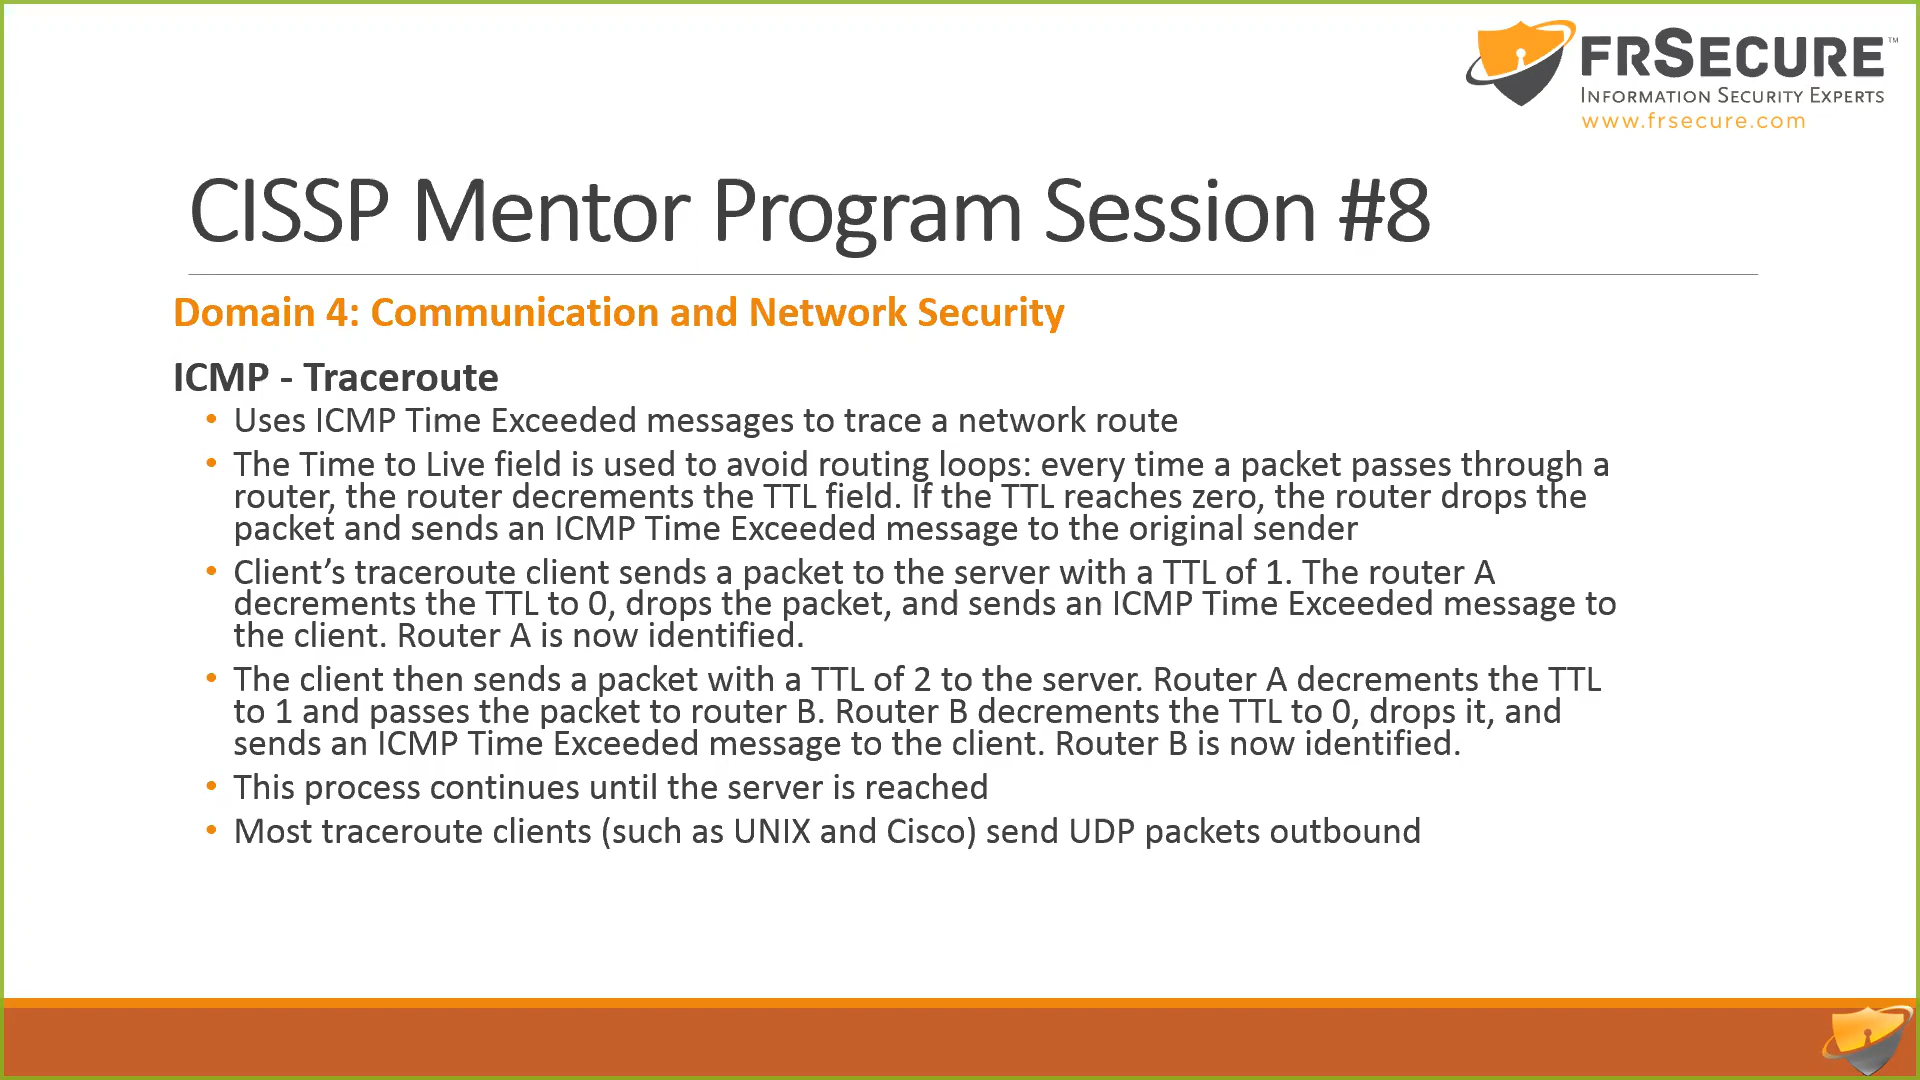 FRSECURE™
INFORMATION SECURITY EXPERTS
www.frsecure.com
CISSP Mentor Program Session #8
Domain 4: Communication and Network Security
ICMP - Traceroute
• Uses ICMP Time Exceeded messages to trace a network route
• The Time to Live field is used to avoid routing loops: every time a packet passes through a
router, the router decrements the TTL field. If the TTL reaches zero, the router drops the
packet and sends an ICMP Time Exceeded message to the original sender
• Client’s traceroute client sends a packet to the server with a TTL of 1. The router A
decrements the TTL to 0, drops the packet, and sends an ICMP Time Exceeded message to
the client. Router A is now identified.
• The client then sends a packet with a TTL of 2 to the server. Router A decrements the TTL
to 1 and passes the packet to router B. Router B decrements the TTL to 0, drops it, and
sends an ICMP Time Exceeded message to the client. Router B is now identified.
• This process continues until the server is reached
• Most traceroute clients (such as UNIX and Cisco) send UDP packets outbound